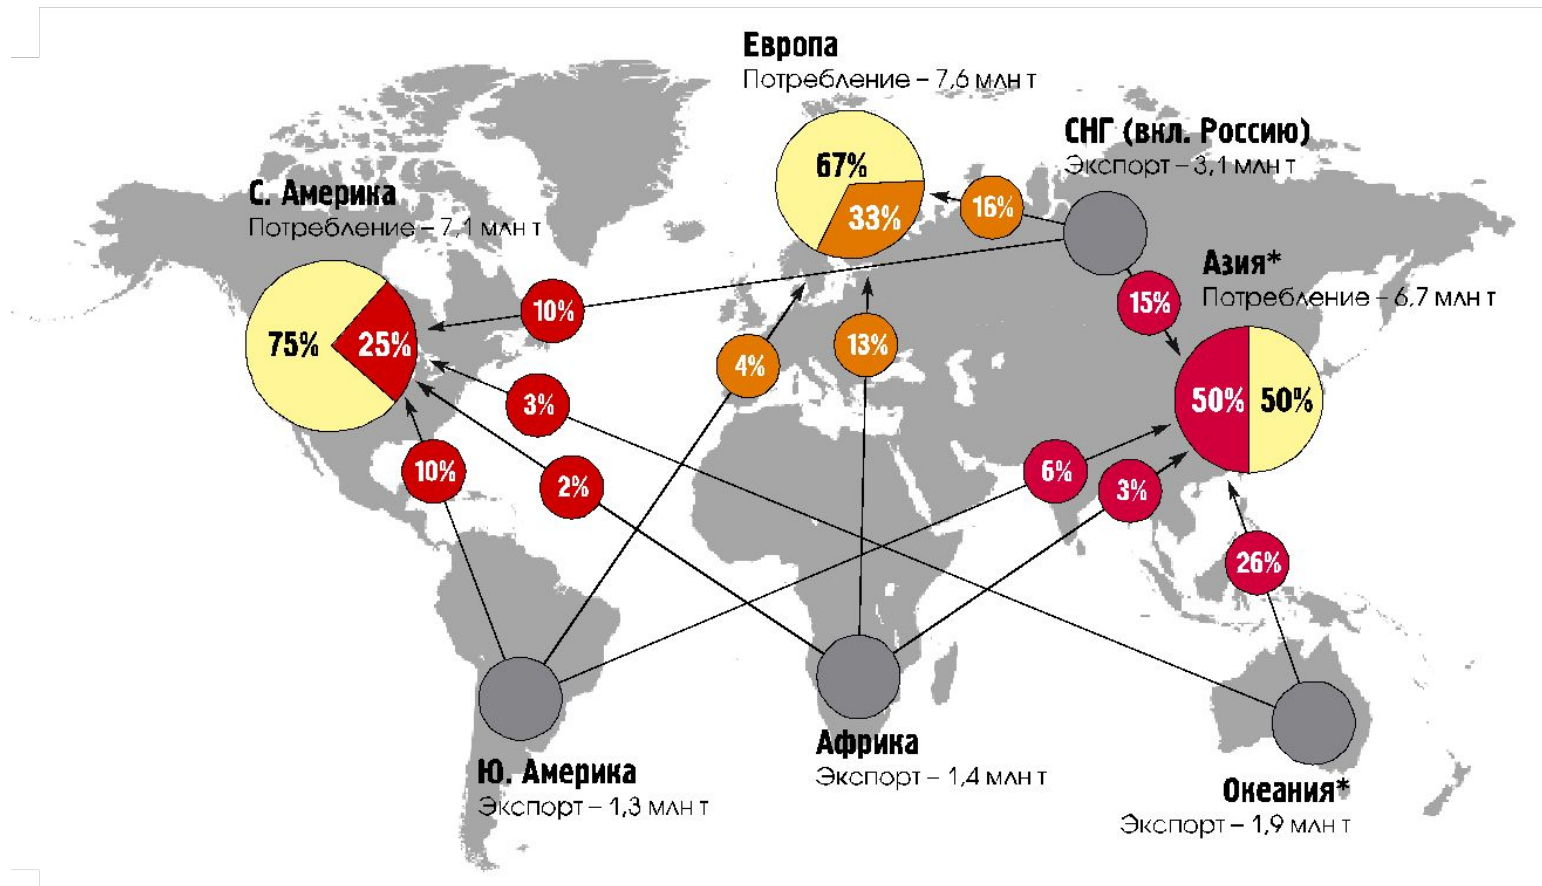 Европа
Потребление – 7,6 млн т
СНГ (вкл. Россию)
Экспорт – 3,1 млн т
С. Америка
Потребление – 7,1 млн т
67%
33%
16%
Азия*
Потребление – 6,7 млн т
75%
25%
10%
15%
4%
13%
3%
50%
50%
10%
2%
6%
3%
26%
Ю. Америка
Экспорт – 1,3 млн т
Африка
Экспорт – 1,4 млн т
Океания*
Экспорт – 1,9 млн т